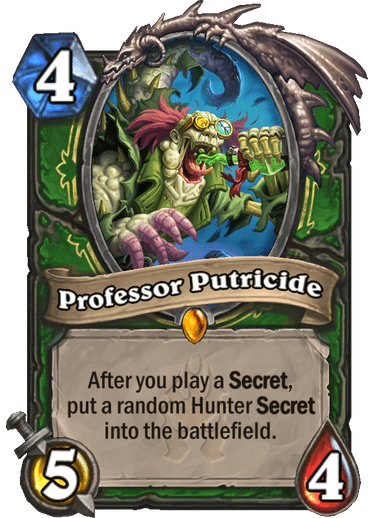 4
Professor Putricide
After you play a Secret,
put a random Hunter Secret
into the battlefield.
5
4